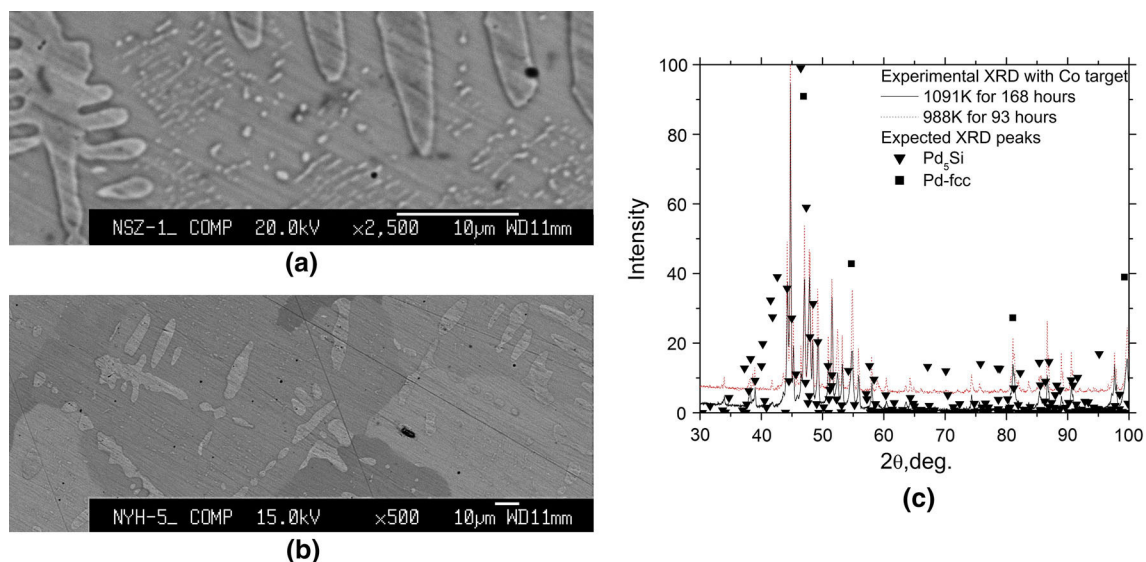 NSZ-1_ COMP 20.0kV ×2,500 10µm WD11mm
(a)
NYH-5_ COMP 15.0kV ×500 10µm WD11mm
(b)
100
80
60
40
20
0
Intensity
Experimental XRD with Co target
1091K for 168 hours
988K for 93 hours
Expected XRD peaks
Pd₅Si
Pd-fcc
30 40 50 60 70 80 90 100
2θ,deg.
(c)